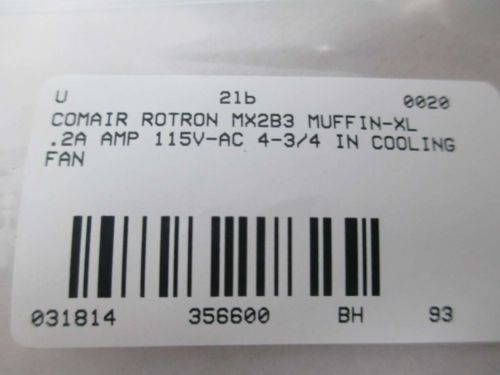 U 21b 0020
COMAIR ROTRON MX2B3 MUFFIN-XL
.2A AMP 115V-AC 4-3/4 IN COOLING
FAN
031814 356600 BH 93